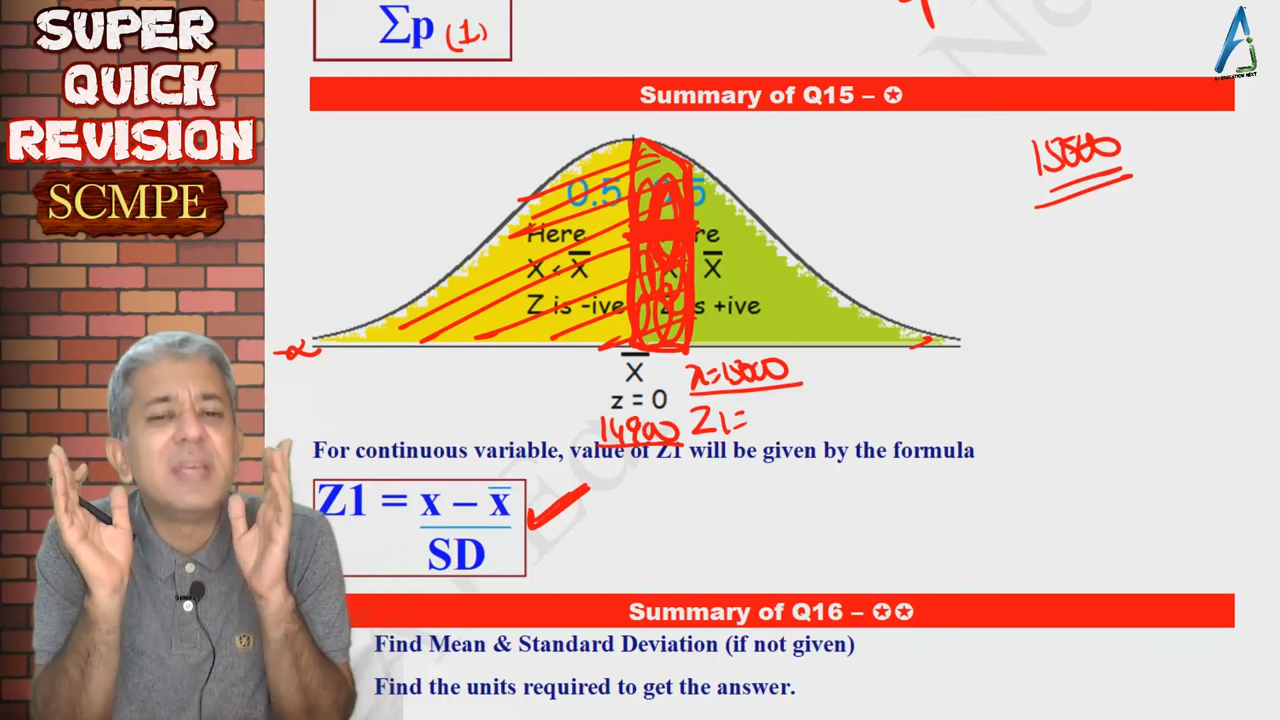 SUPER
QUICK
REVISION
SCMPE
Σp (1)
Summary of Q15 – ✪
15000
0.5
Here
X < X̅
Z is -ive
X̅
Z is +ive
-∝
X̅
z = 0
x=15000
14900
Z1=
For continuous variable, value of Z1 will be given by the formula
Z1 = x – x̅
SD
Summary of Q16 – ✪✪
Find Mean & Standard Deviation (if not given)
Find the units required to get the answer.